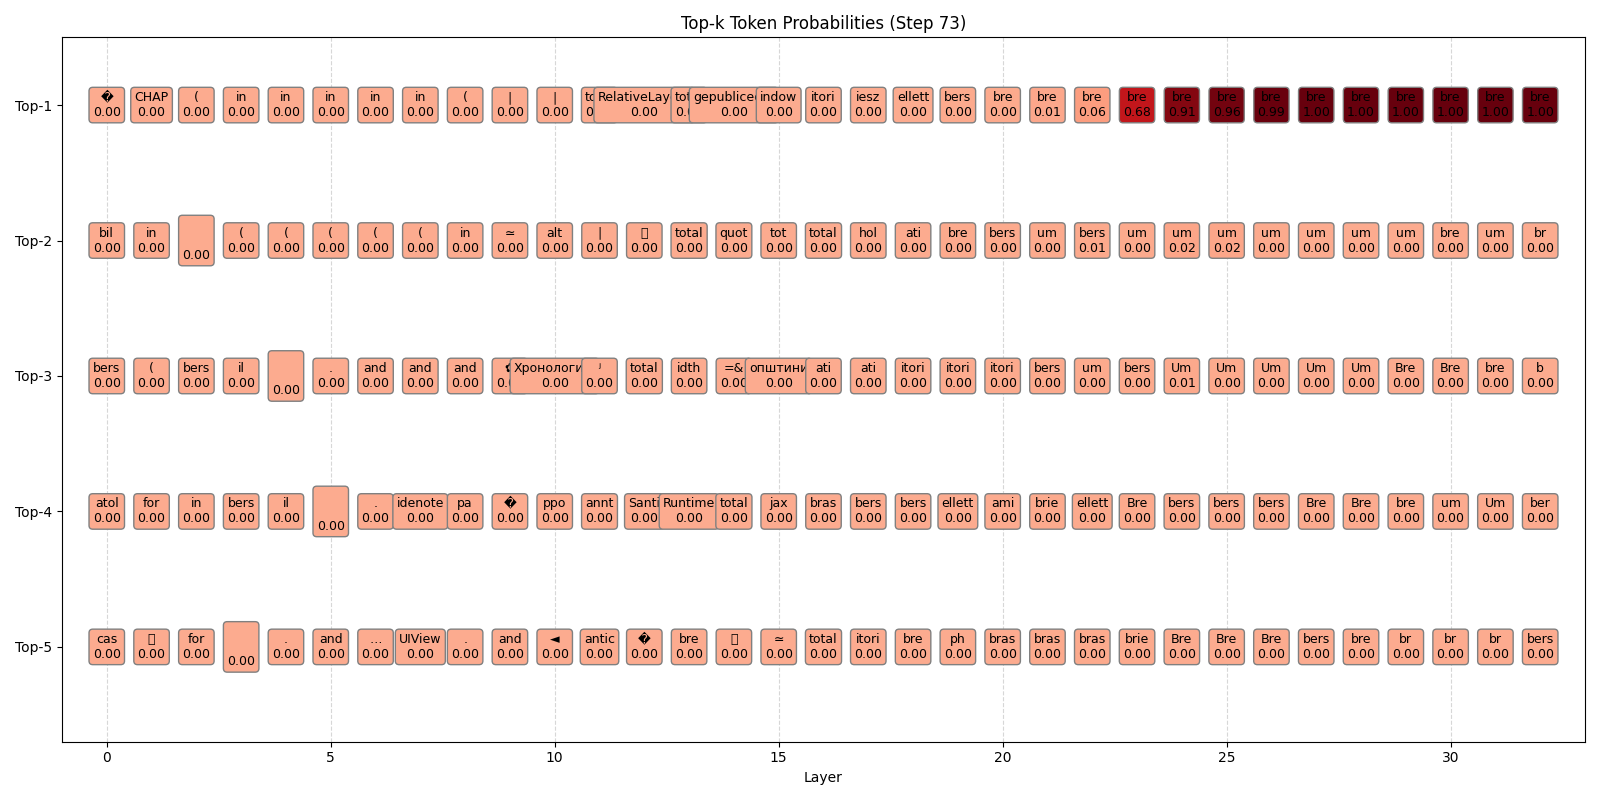 Top-k Token Probabilities (Step 73)
Top-1
� CHAP ( in in in in in ( | | RelativeLay gepublice indow itori iesz ellett bers bre bre bre bre bre bre bre bre bre bre bre bre bre
0.00 0.00 0.00 0.00 0.00 0.00 0.00 0.00 0.00 0.00 0.00 0.00 0.00 0.00 0.00 0.00 0.00 0.00 0.00 0.01 0.06 0.68 0.91 0.96 0.99 1.00 1.00 1.00 1.00 1.00 1.00
Top-2
bil in ( ( ( ( ( in ≃ alt | total quot tot total hol ati bre bers um bers um um um um um um um bre um br
0.00 0.00 0.00 0.00 0.00 0.00 0.00 0.00 0.00 0.00 0.00 0.00 0.00 0.00 0.00 0.00 0.00 0.00 0.00 0.00 0.00 0.00 0.01 0.00 0.02 0.02 0.00 0.00 0.00 0.00 0.00 0.00 0.00
Top-3
bers ( bers il . and and and Хронологи ʲ total idth =& општини ati ati itori itori itori bers um bers Um Um Um Um Um Bre Bre bre b
0.00 0.00 0.00 0.00 0.00 0.00 0.00 0.00 0.00 0.00 0.00 0.00 0.00 0.00 0.00 0.00 0.00 0.00 0.00 0.00 0.00 0.00 0.00 0.01 0.00 0.00 0.00 0.00 0.00 0.00 0.00 0.00
Top-4
atol for in bers il . idenote pa � ppo annt Santi Runtime total jax bras bers bers ellett ami brie ellett Bre bers bers bers Bre Bre bre um Um ber
0.00 0.00 0.00 0.00 0.00 0.00 0.00 0.00 0.00 0.00 0.00 0.00 0.00 0.00 0.00 0.00 0.00 0.00 0.00 0.00 0.00 0.00 0.00 0.00 0.00 0.00 0.00 0.00 0.00 0.00 0.00 0.00 0.00
Top-5
cas for . and ... UIView . and ◄ antic � bre ≃ total itori bre ph bras bras bras brie Bre Bre Bre bers bre br br br bers
0.00 0.00 0.00 0.00 0.00 0.00 0.00 0.00 0.00 0.00 0.00 0.00 0.00 0.00 0.00 0.00 0.00 0.00 0.00 0.00 0.00 0.00 0.00 0.00 0.00 0.00 0.00 0.00 0.00 0.00 0.00 0.00 0.00
0 5 10 15 20 25 30
Layer